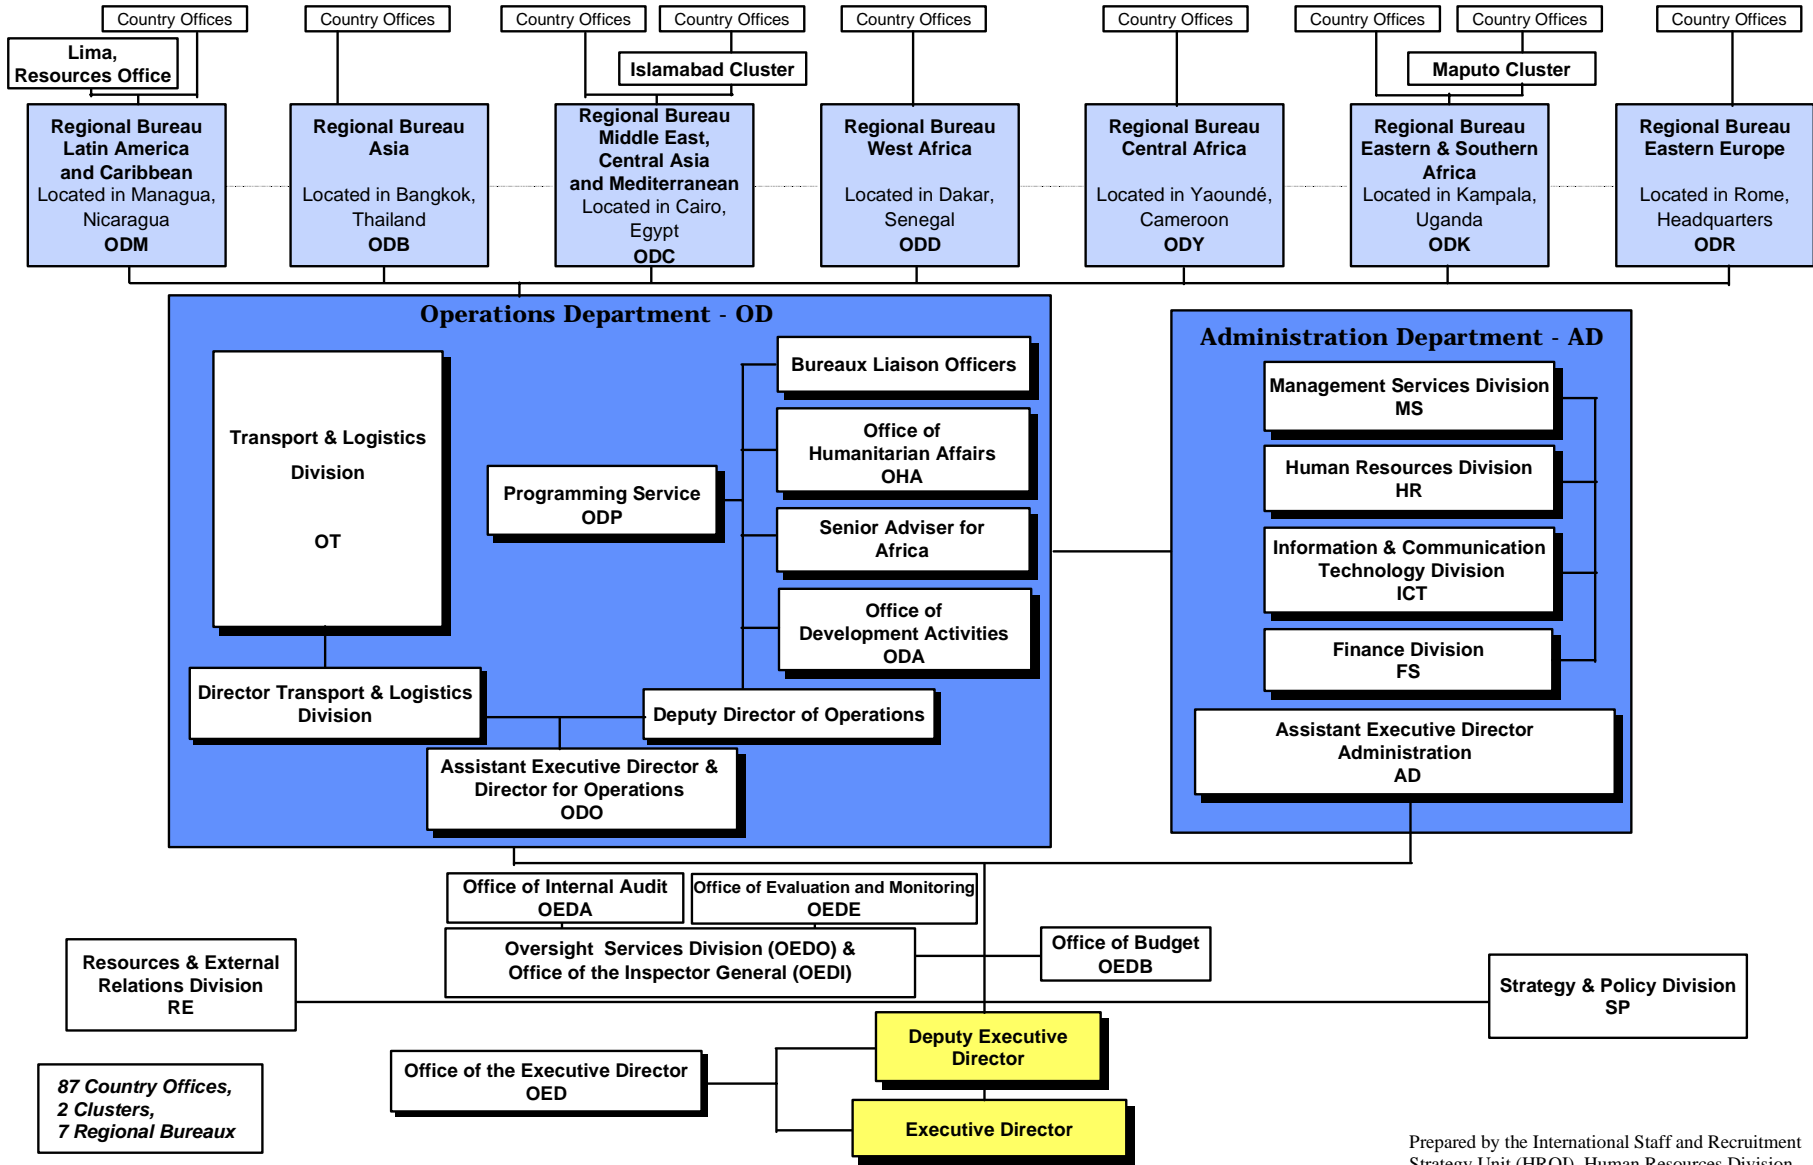 Country Offices
Country Offices
Country Offices
Country Offices
Country Offices
Country Offices
Country Offices
Country Offices
Country Offices
Lima,
Resources Office
Islamabad Cluster
Maputo Cluster
Regional Bureau
Latin America
and Caribbean
Located in Managua,
Nicaragua
ODM
Regional Bureau
Asia
Located in Bangkok,
Thailand
ODB
Regional Bureau
Middle East,
Central Asia
and Mediterranean
Located in Cairo,
Egypt
ODC
Regional Bureau
West Africa
Located in Dakar,
Senegal
ODD
Regional Bureau
Central Africa
Located in Yaoundé,
Cameroon
ODY
Regional Bureau
Eastern & Southern
Africa
Located in Kampala,
Uganda
ODK
Regional Bureau
Eastern Europe
Located in Rome,
Headquarters
ODR
Operations Department - OD
Transport & Logistics
Division
OT
Programming Service
ODP
Bureaux Liaison Officers
Office of
Humanitarian Affairs
OHA
Senior Adviser for
Africa
Office of
Development Activities
ODA
Director Transport & Logistics
Division
Deputy Director of Operations
Assistant Executive Director &
Director for Operations
ODO
Administration Department - AD
Management Services Division
MS
Human Resources Division
HR
Information & Communication
Technology Division
ICT
Finance Division
FS
Assistant Executive Director
Administration
AD
Office of Internal Audit
OEDA
Office of Evaluation and Monitoring
OEDE
Oversight Services Division (OEDO) &
Office of the Inspector General (OEDI)
Office of Budget
OEDB
Resources & External
Relations Division
RE
Strategy & Policy Division
SP
Deputy Executive
Director
Office of the Executive Director
OED
Executive Director
87 Country Offices,
2 Clusters,
7 Regional Bureaux
Prepared by the International Staff and Recruitment
Strategy Unit (HROI), Human Resources Division